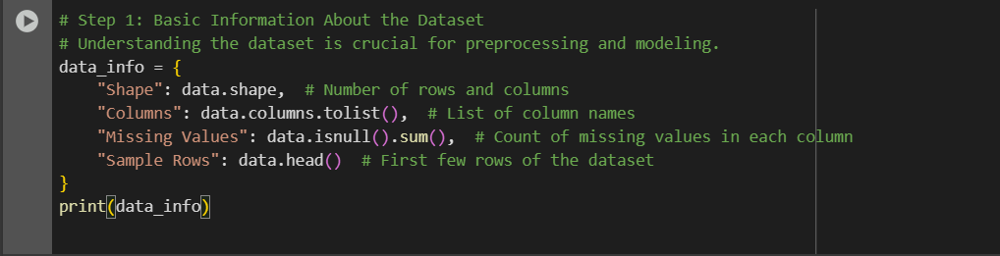 # Step 1: Basic Information About the Dataset
# Understanding the dataset is crucial for preprocessing and modeling.
data_info = {
    "Shape": data.shape,  # Number of rows and columns
    "Columns": data.columns.tolist(),  # List of column names
    "Missing Values": data.isnull().sum(),  # Count of missing values in each column
    "Sample Rows": data.head()  # First few rows of the dataset
}
print(data_info)